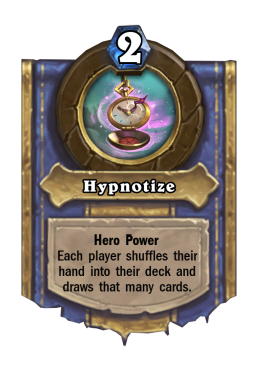 2
Hypnotize
Hero Power
Each player shuffles their
hand into their deck and
draws that many cards.